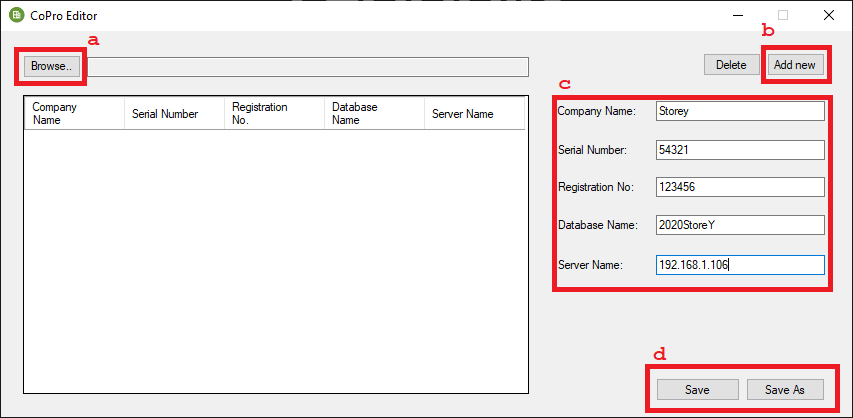 CoPro Editor
a
b
Browse..
Delete
Add new
c
Company Name
Serial Number
Registration No.
Database Name
Server Name
Company Name:
Storey
Serial Number:
54321
Registration No:
123456
Database Name:
2020StoreY
Server Name:
192.168.1.106
d
Save
Save As